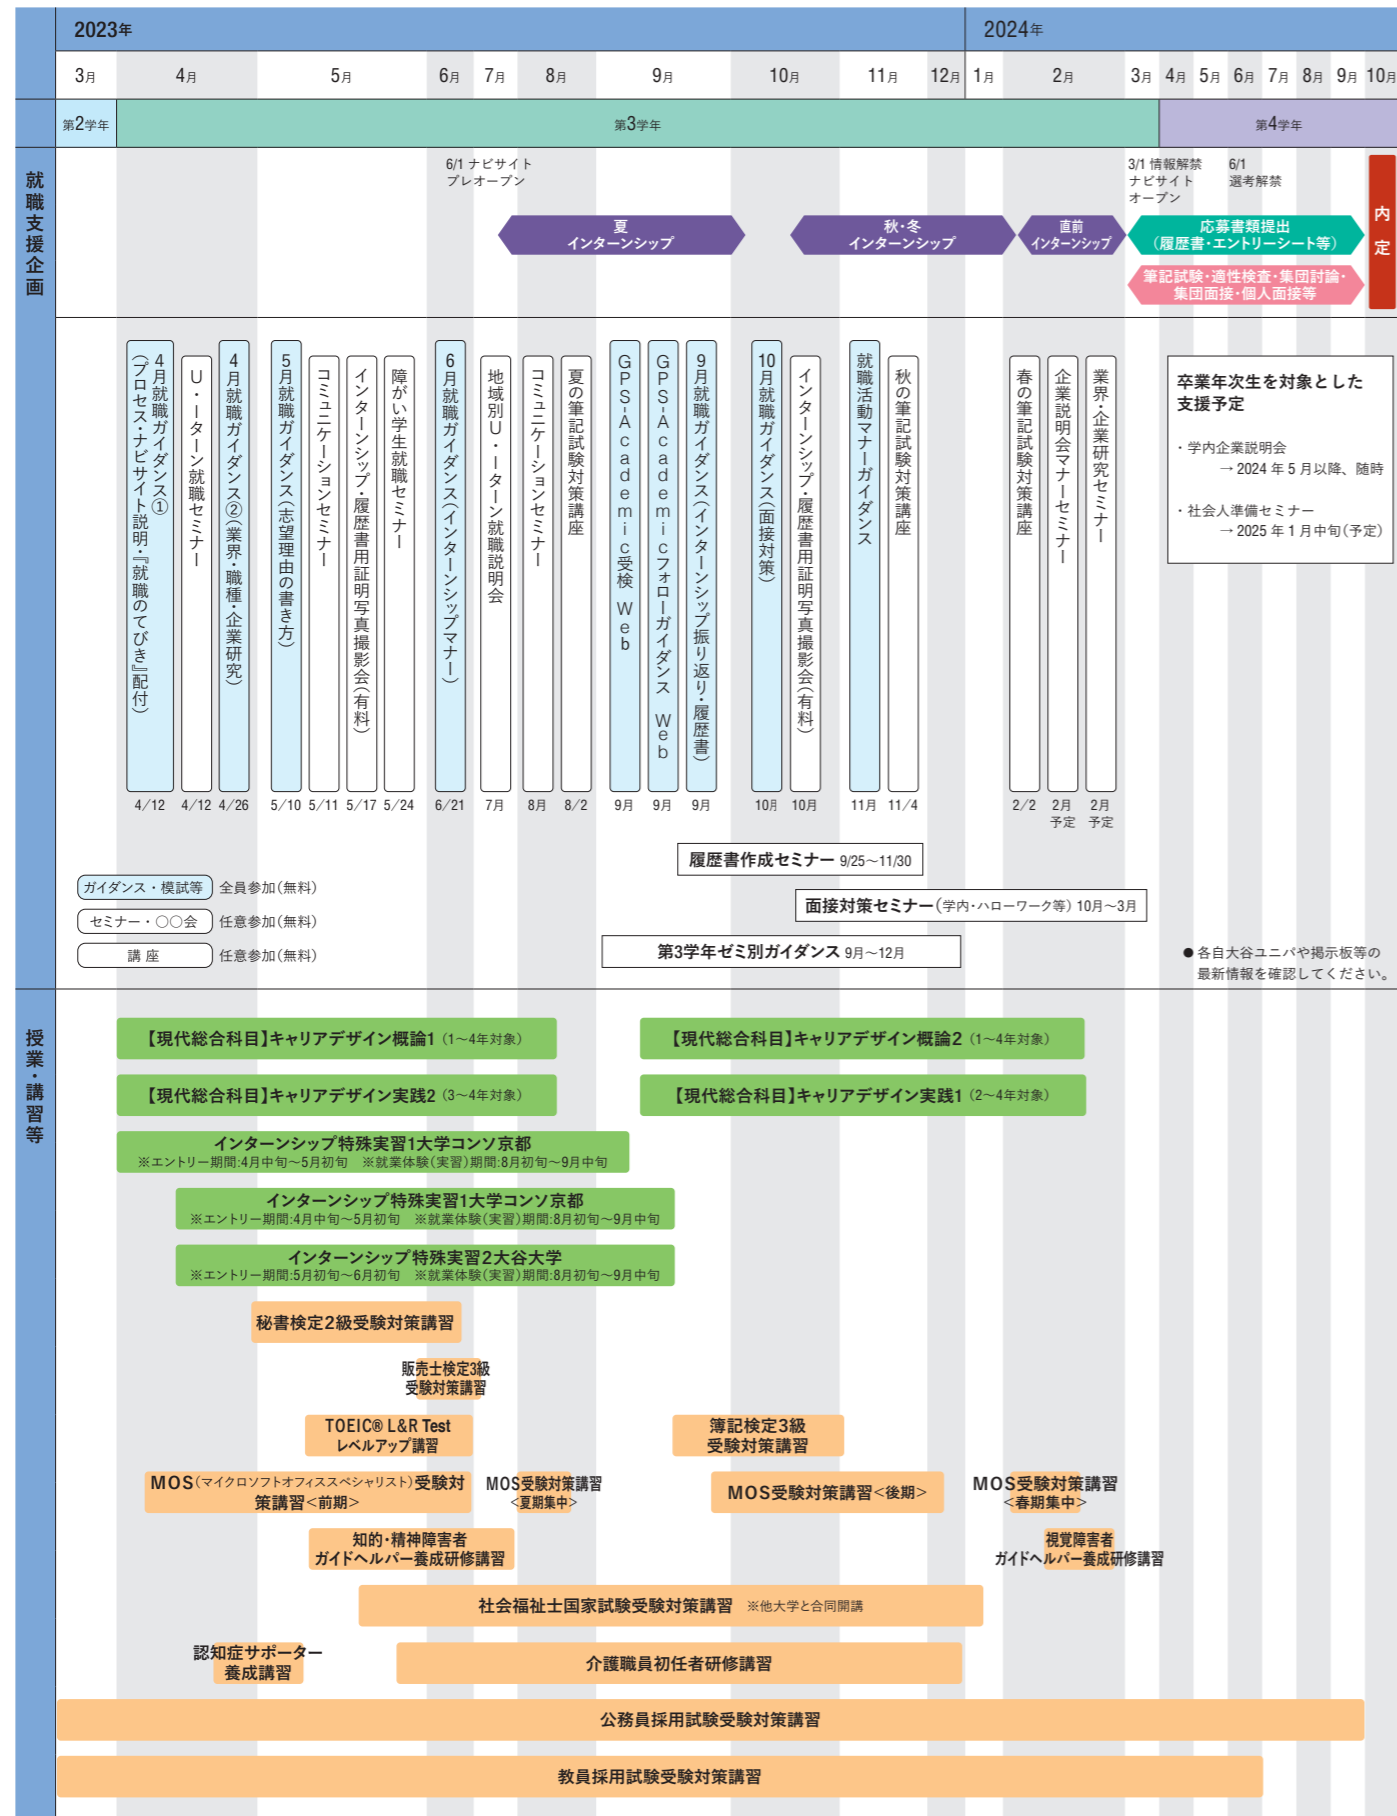 2023年
2024年
3月
4月
5月
6月
7月
8月
9月
10月
11月
12月
1月
2月
3月
4月
5月
6月
7月
8月
9月
10月
第2学年
第3学年
第4学年
就職支援企画
6/1 ナビサイト
プレオープン
3/1 情報解禁
ナビサイト
オープン
6/1
選考解禁
夏
インターンシップ
秋・冬
インターンシップ
直前
インターンシップ
応募書類提出
(履歴書・エントリーシート等)
筆記試験・適性検査・集団討論・
集団面接・個人面接等
内定
4月就職ガイダンス①
(プロセス・ナビサイト説明・『就職のてびき』配付)
4/12
U・Iターン就職セミナー
4/12
4月就職ガイダンス②(業界・職種・企業研究)
4/26
5月就職ガイダンス(志望理由の書き方)
5/10
コミュニケーションセミナー
5/11
インターンシップ・履歴書用証明写真撮影会(有料)
5/17
障がい学生就職セミナー
5/24
6月就職ガイダンス(インターンシップマナー)
6/21
地域別U・Iターン就職説明会
7月
コミュニケーションセミナー
8月
夏の筆記試験対策講座
8/2
GPS-Academic受検 Web
9月
GPS-Academicフォローガイダンス Web
9月
9月就職ガイダンス(インターンシップ振り返り・履歴書)
9月
10月就職ガイダンス(面接対策)
10月
インターンシップ・履歴書用証明写真撮影会(有料)
10月
就職活動マナーガイダンス
11月
秋の筆記試験対策講座
11/4
春の筆記試験対策講座
2/2
企業説明会マナーセミナー
2月
予定
業界・企業研究セミナー
2月
予定
卒業年次生を対象とした
支援予定
・学内企業説明会
→ 2024年5月以降、随時
・社会人準備セミナー
→ 2025年1月中旬(予定)
履歴書作成セミナー 9/25～11/30
面接対策セミナー(学内・ハローワーク等) 10月～3月
第3学年ゼミ別ガイダンス 9月～12月
ガイダンス・模試等 全員参加(無料)
セミナー・〇〇会 任意参加(無料)
講 座 任意参加(無料)
● 各自大谷ユニパや掲示板等の
最新情報を確認してください。
授業・講習等
【現代総合科目】キャリアデザイン概論1 (1～4年対象)
【現代総合科目】キャリアデザイン概論2 (1～4年対象)
【現代総合科目】キャリアデザイン実践2 (3～4年対象)
【現代総合科目】キャリアデザイン実践1 (2～4年対象)
インターンシップ特殊実習1大学コンソ京都
※エントリー期間:4月中旬～5月初旬 ※就業体験(実習)期間:8月初旬～9月中旬
インターンシップ特殊実習1大学コンソ京都
※エントリー期間:4月中旬～5月初旬 ※就業体験(実習)期間:8月初旬～9月中旬
インターンシップ特殊実習2大谷大学
※エントリー期間:5月初旬～6月初旬 ※就業体験(実習)期間:8月初旬～9月中旬
秘書検定2級受験対策講習
販売士検定3級
受験対策講習
TOEIC® L&R Test
レベルアップ講習
簿記検定3級
受験対策講習
MOS(マイクロソフトオフィススペシャリスト)受験対
策講習<前期>
MOS受験対策講習
<夏期集中>
MOS受験対策講習<後期>
MOS受験対策講習
<春期集中>
知的・精神障害者
ガイドヘルパー養成研修講習
視覚障害者
ガイドヘルパー養成研修講習
社会福祉士国家試験受験対策講習 ※他大学と合同開講
認知症サポーター
養成講習
介護職員初任者研修講習
公務員採用試験受験対策講習
教員採用試験受験対策講習